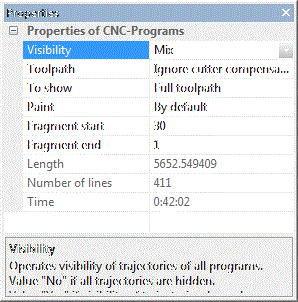 Properties
Properties of CNC-Programs
Visibility Mix
Toolpath Ignore cutter compensa...
To show Full toolpath
Paint By default
Fragment start 30
Fragment end 1
Length 5652.549409
Number of lines 411
Time 0:42:02
Visibility
Operates visibility of trajectories of all programs.
Value "No" if all trajectories are hidden.